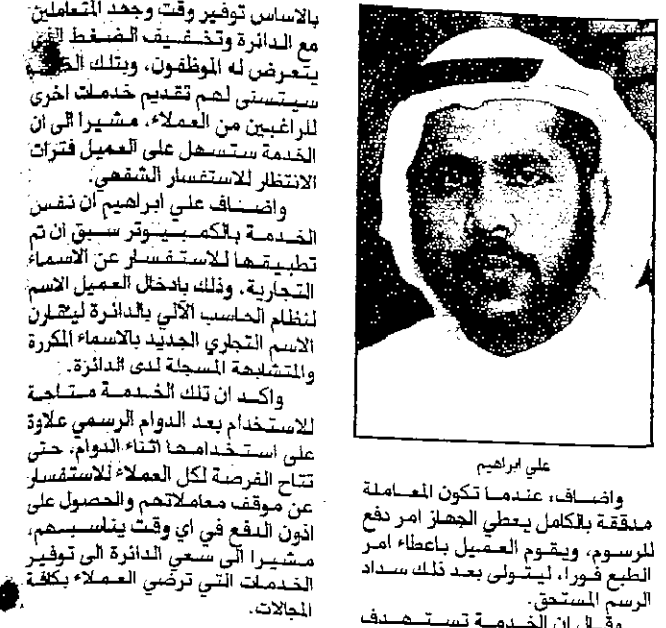 علي ابراهيم
واضاف، عندما تكون المعاملة
مدققة بالكامل يعطي الجهاز امر دفع
للرسوم، ويقوم العميل باعطاء امر
الطبع فورا، ليتولى بعد ذلك سداد
الرسم المستحق.
وقال ان الخدمة تستهدف
بالاساس توفير وقت وجهد المتعاملين
مع الدائرة وتخفيف الضغط الذي
يتعرض له الموظفون، وبتلك
سيتسنى لهم تقديم خدمات اخرى
للراغبين من العملاء، مشيرا الى ان
الخدمة ستسهل على العميل فترات
الانتظار للاستفسار الشفهي.
واضاف علي ابراهيم ان نفس
الخدمة بالكمبيوتر سبق ان تم
تطبيقها للاستفسار عن الاسماء
التجارية، وذلك بادخال العميل الاسم
لنظام الحاسب الآلي بالدائرة ليقارن
الاسم التجاري الجديد بالاسماء المكررة
والمتشابهة المسجلة لدى الدائرة.
واكد ان تلك الخدمة متاحة
للاستخدام بعد الدوام الرسمي علاوة
على استخدامها اثناء الدوام، حتى
تتاح الفرصة لكل العملاء للاستفسار
عن موقف معاملاتهم والحصول على
اذون الدفع في اي وقت يناسبهم،
مشيرا الى سعي الدائرة الى توفير
الخدمات التي ترضي العملاء بكافة
المجالات.